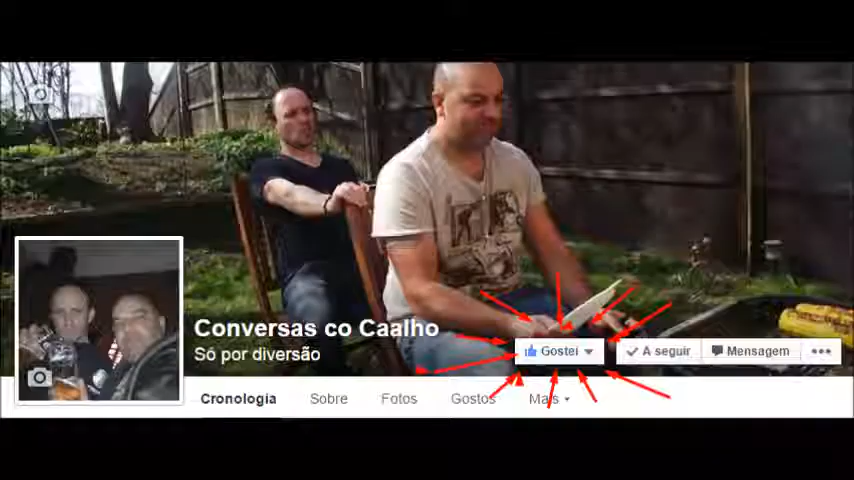 Conversas co Caalho
Só por diversão
Gostei
A seguir
Mensagem
Cronologia
Sobre
Fotos
Gostos
Mais